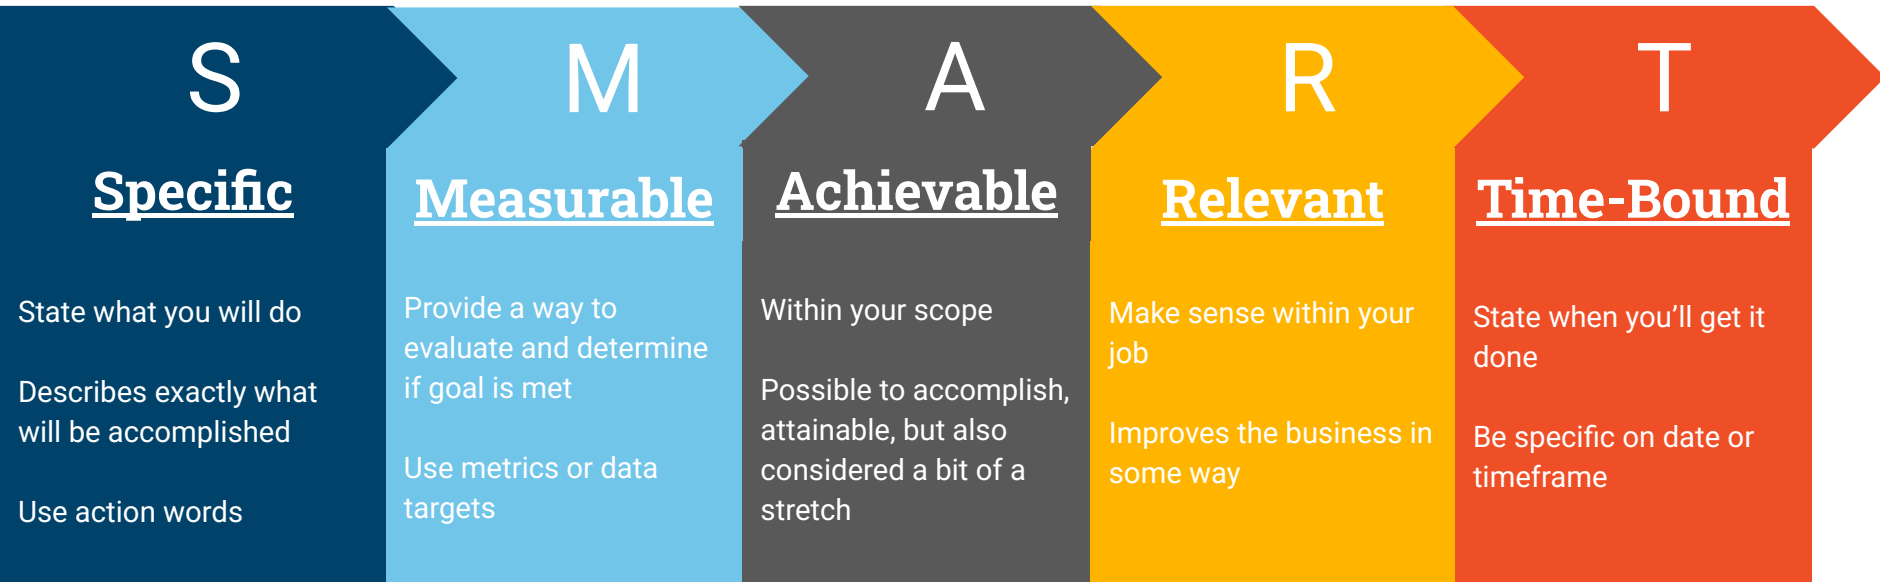 S
Specific
State what you will do
Describes exactly what
will be accomplished
Use action words
M
Measurable
Provide a way to
evaluate and determine
if goal is met
Use metrics or data
targets
A
Achievable
Within your scope
Possible to accomplish,
attainable, but also
considered a bit of a
stretch
R
Relevant
Make sense within your
job
Improves the business in
some way
T
Time-Bound
State when you’ll get it
done
Be specific on date or
timeframe